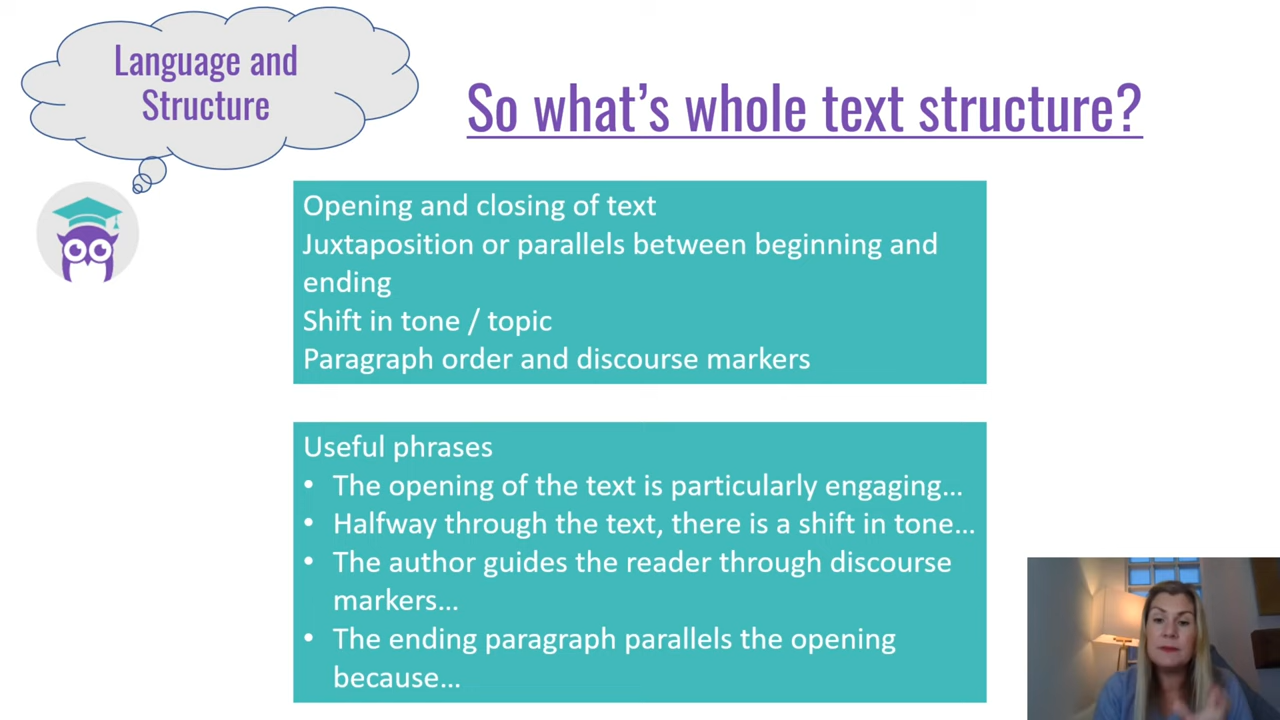 Language and
Structure
So what's whole text structure?
Opening and closing of text
Juxtaposition or parallels between beginning and
ending
Shift in tone / topic
Paragraph order and discourse markers
Useful phrases
• The opening of the text is particularly engaging…
• Halfway through the text, there is a shift in tone…
• The author guides the reader through discourse
markers…
• The ending paragraph parallels the opening
because…